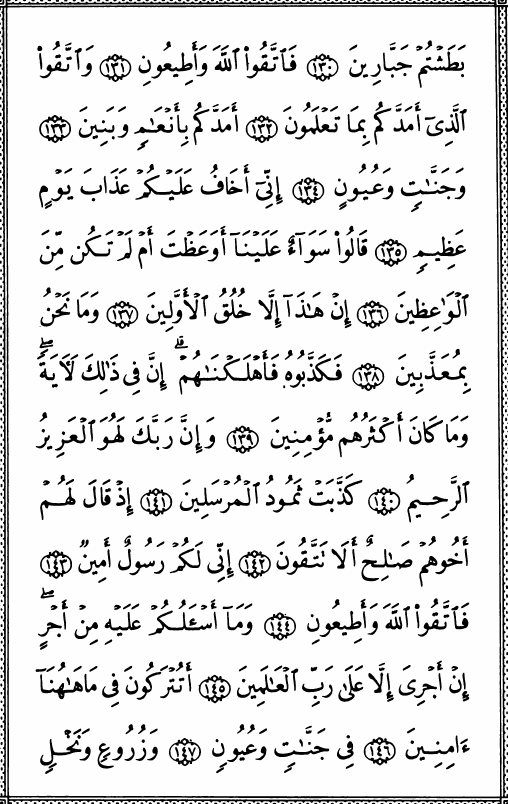 بَطَشۡتُمۡ جَبَّارِينَ ١٣٠ فَٱتَّقُواْ ٱللَّهَ وَأَطِيعُونِ ١٣١ وَٱتَّقُواْ
ٱلَّذِيٓ أَمَدَّكُم بِمَا تَعۡلَمُونَ ١٣٢ أَمَدَّكُم بِأَنۡعَٰمٖ وَبَنِينَ ١٣٣
وَجَنَّٰتٖ وَعُيُونٍ ١٣٤ إِنِّيٓ أَخَافُ عَلَيۡكُمۡ عَذَابَ يَوۡمٍ
عَظِيمٖ ١٣٥ قَالُواْ سَوَآءٌ عَلَيۡنَآ أَوَعَظۡتَ أَمۡ لَمۡ تَكُن مِّنَ
ٱلۡوَٰعِظِينَ ١٣٦ إِنۡ هَٰذَآ إِلَّا خُلُقُ ٱلۡأَوَّلِينَ ١٣٧ وَمَا نَحۡنُ
بِمُعَذَّبِينَ ١٣٨ فَكَذَّبُوهُ فَأَهۡلَكۡنَٰهُمۡۚ إِنَّ فِي ذَٰلِكَ لَأٓيَةٗۖ
وَمَا كَانَ أَكۡثَرُهُم مُّؤۡمِنِينَ ١٣٩ وَإِنَّ رَبَّكَ لَهُوَ ٱلۡعَزِيزُ
ٱلرَّحِيمُ ١٤٠ كَذَّبَتۡ ثَمُودُ ٱلۡمُرۡسَلِينَ ١٤١ إِذۡ قَالَ لَهُمۡ
أَخُوهُمۡ صَٰلِحٌ أَلَا تَتَّقُونَ ١٤٢ إِنِّي لَكُمۡ رَسُولٌ أَمِينٞ ١٤٣
فَٱتَّقُواْ ٱللَّهَ وَأَطِيعُونِ ١٤٤ وَمَآ أَسۡـَٔلُكُمۡ عَلَيۡهِ مِنۡ أَجۡرٍۖ
إِنۡ أَجۡرِيَ إِلَّا عَلَىٰ رَبِّ ٱلۡعَٰلَمِينَ ١٤٥ أَتُتۡرَكُونَ فِي مَا هَٰهُنَآ
ءَامِنِينَ ١٤٦ فِي جَنَّٰتٖ وَعُيُونٖ ١٤٧ وَزُرُوعٖ وَنَخۡلٖ